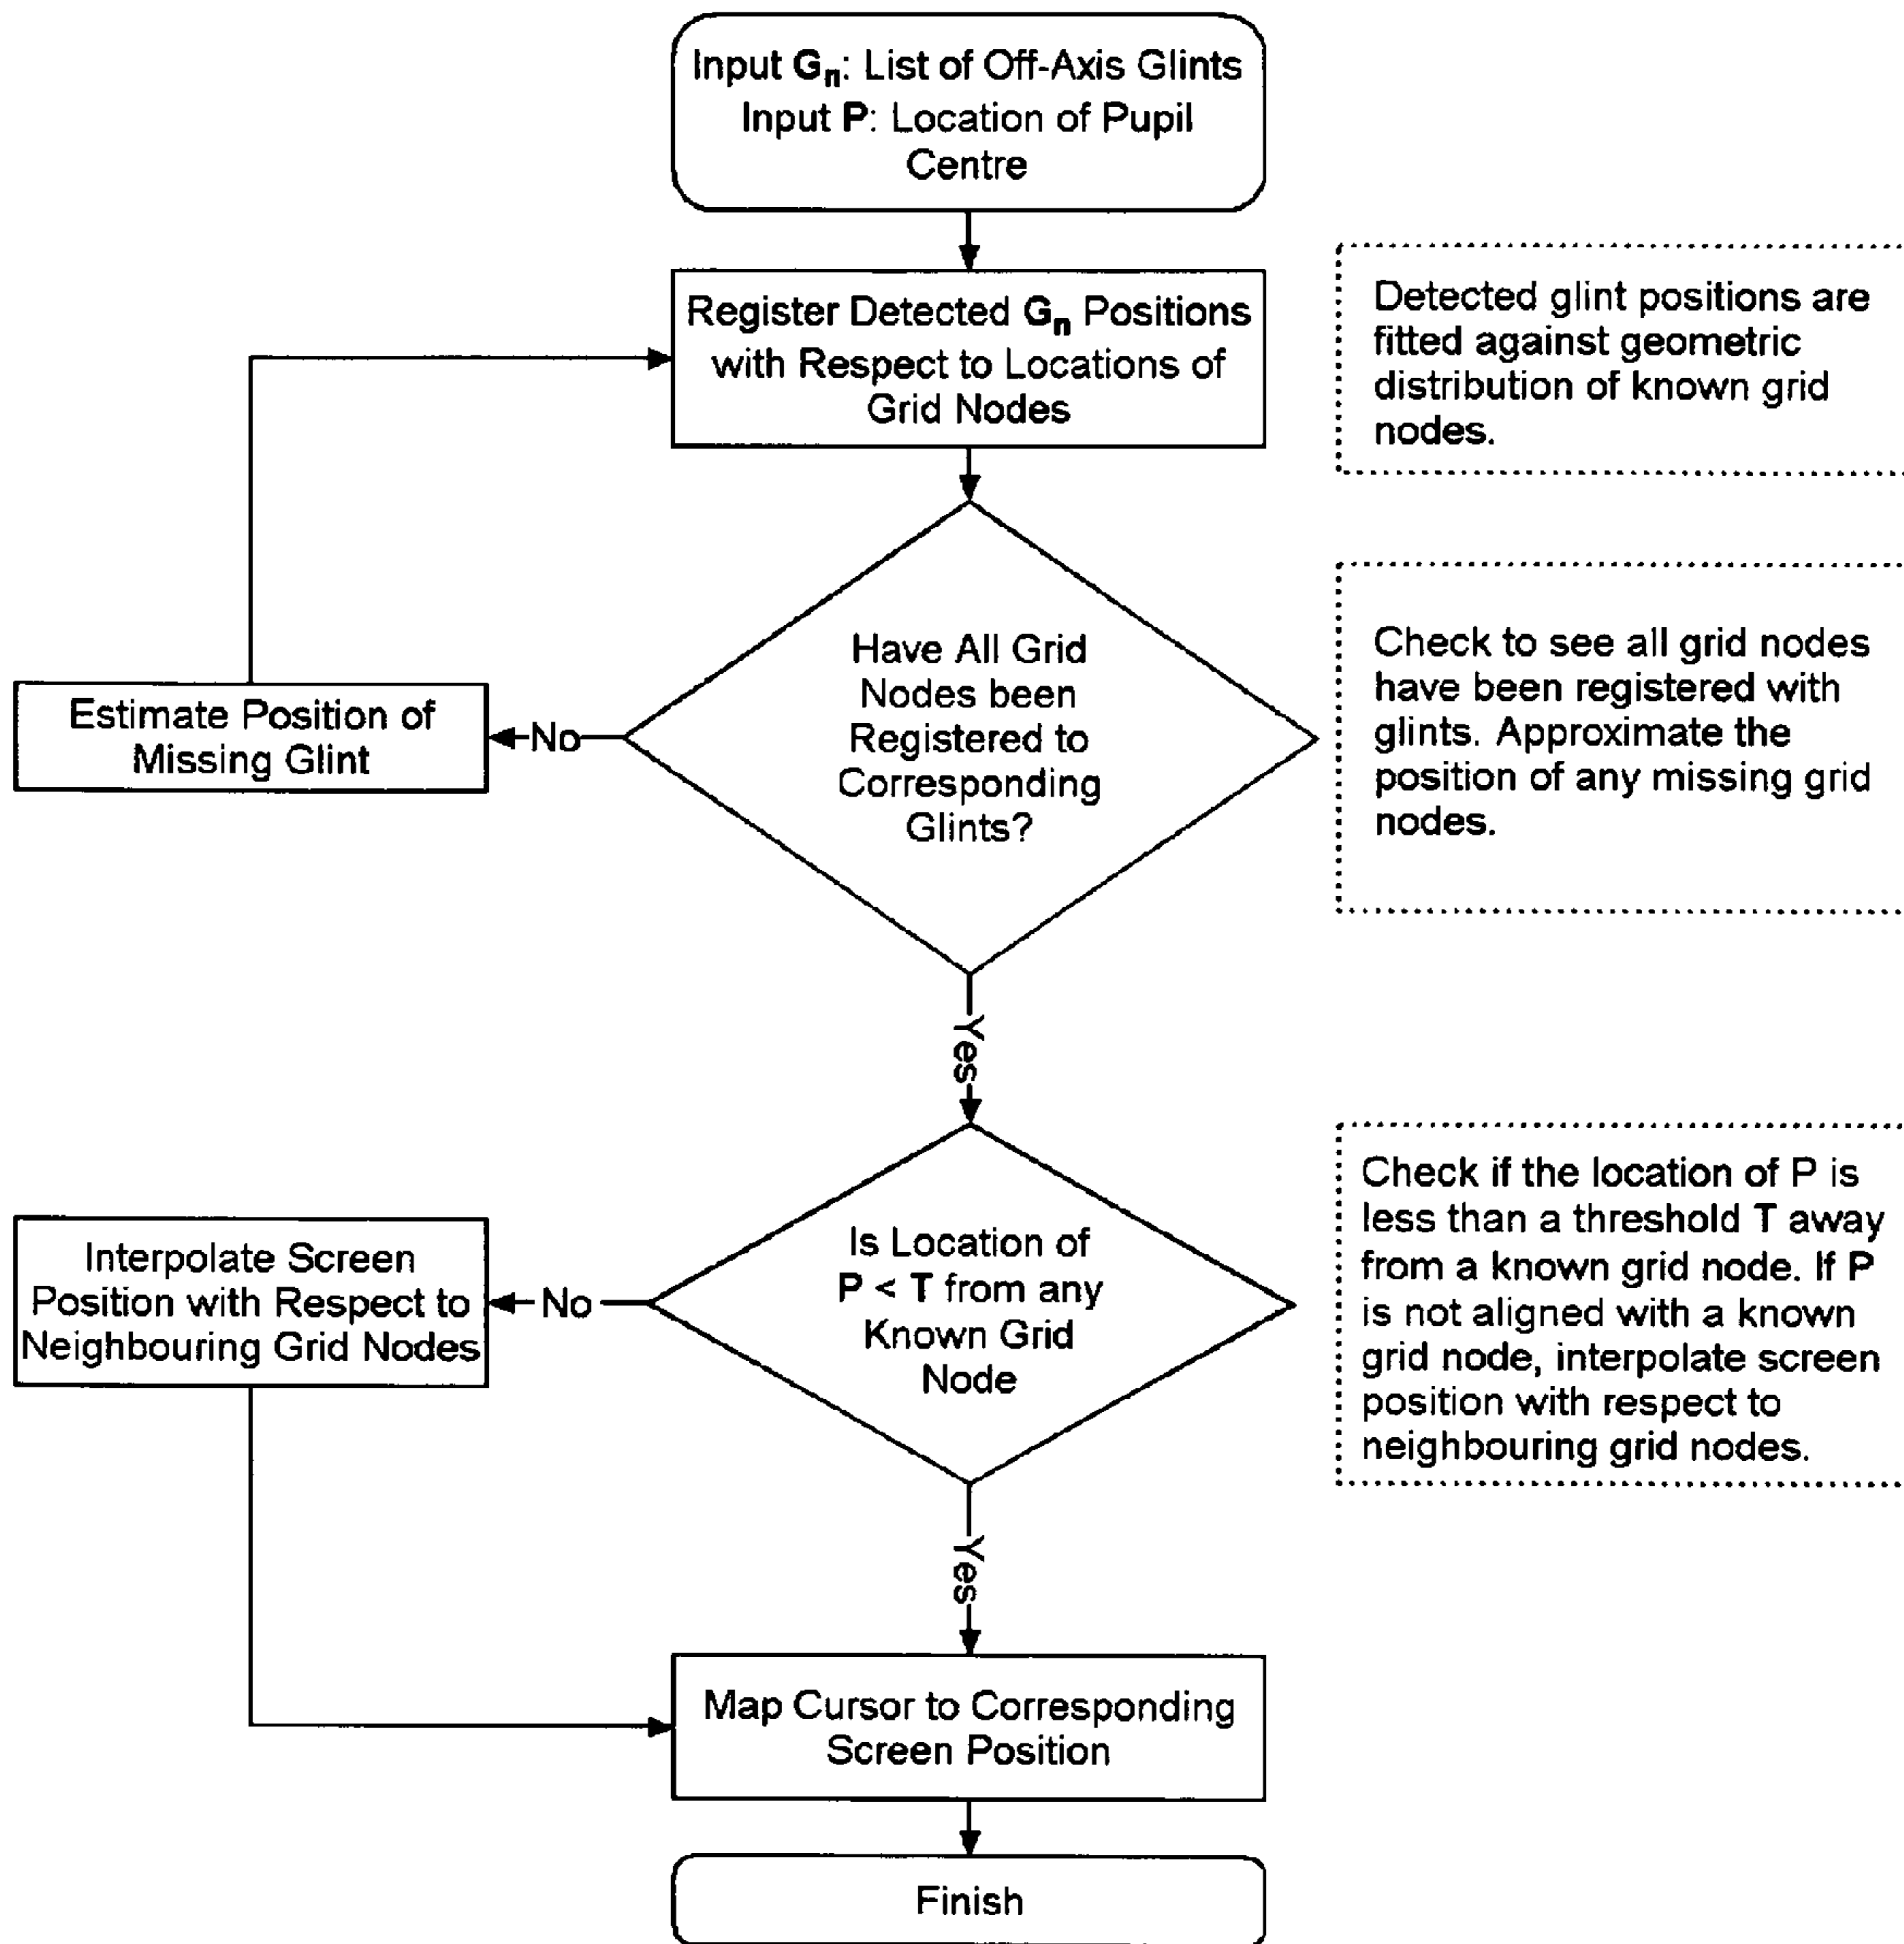 Input Gn: List of Off-Axis Glints
Input P: Location of Pupil
Centre
Register Detected Gn Positions
with Respect to Locations of
Grid Nodes
Detected glint positions are
fitted against geometric
distribution of known grid
nodes.
Have All Grid
Nodes been
Registered to
Corresponding
Glints?
Check to see all grid nodes
have been registered with
glints. Approximate the
position of any missing grid
nodes.
No
Estimate Position of
Missing Glint
Yes
Is Location of
P < T from any
Known Grid
Node
Check if the location of P is
less than a threshold T away
from a known grid node. If P
is not aligned with a known
grid node, interpolate screen
position with respect to
neighbouring grid nodes.
No
Interpolate Screen
Position with Respect to
Neighbouring Grid Nodes
Yes
Map Cursor to Corresponding
Screen Position
Finish